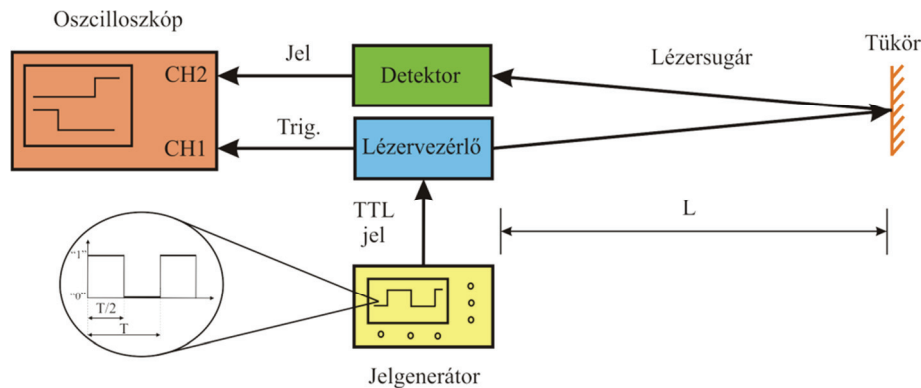 Oszcilloszkóp
CH2
CH1
Jel
Trig.
Detektor
Lézervezérlő
Lézersugár
Tükör
L
TTL
jel
"1"
"0"
T/2
T
Jelgenerátor